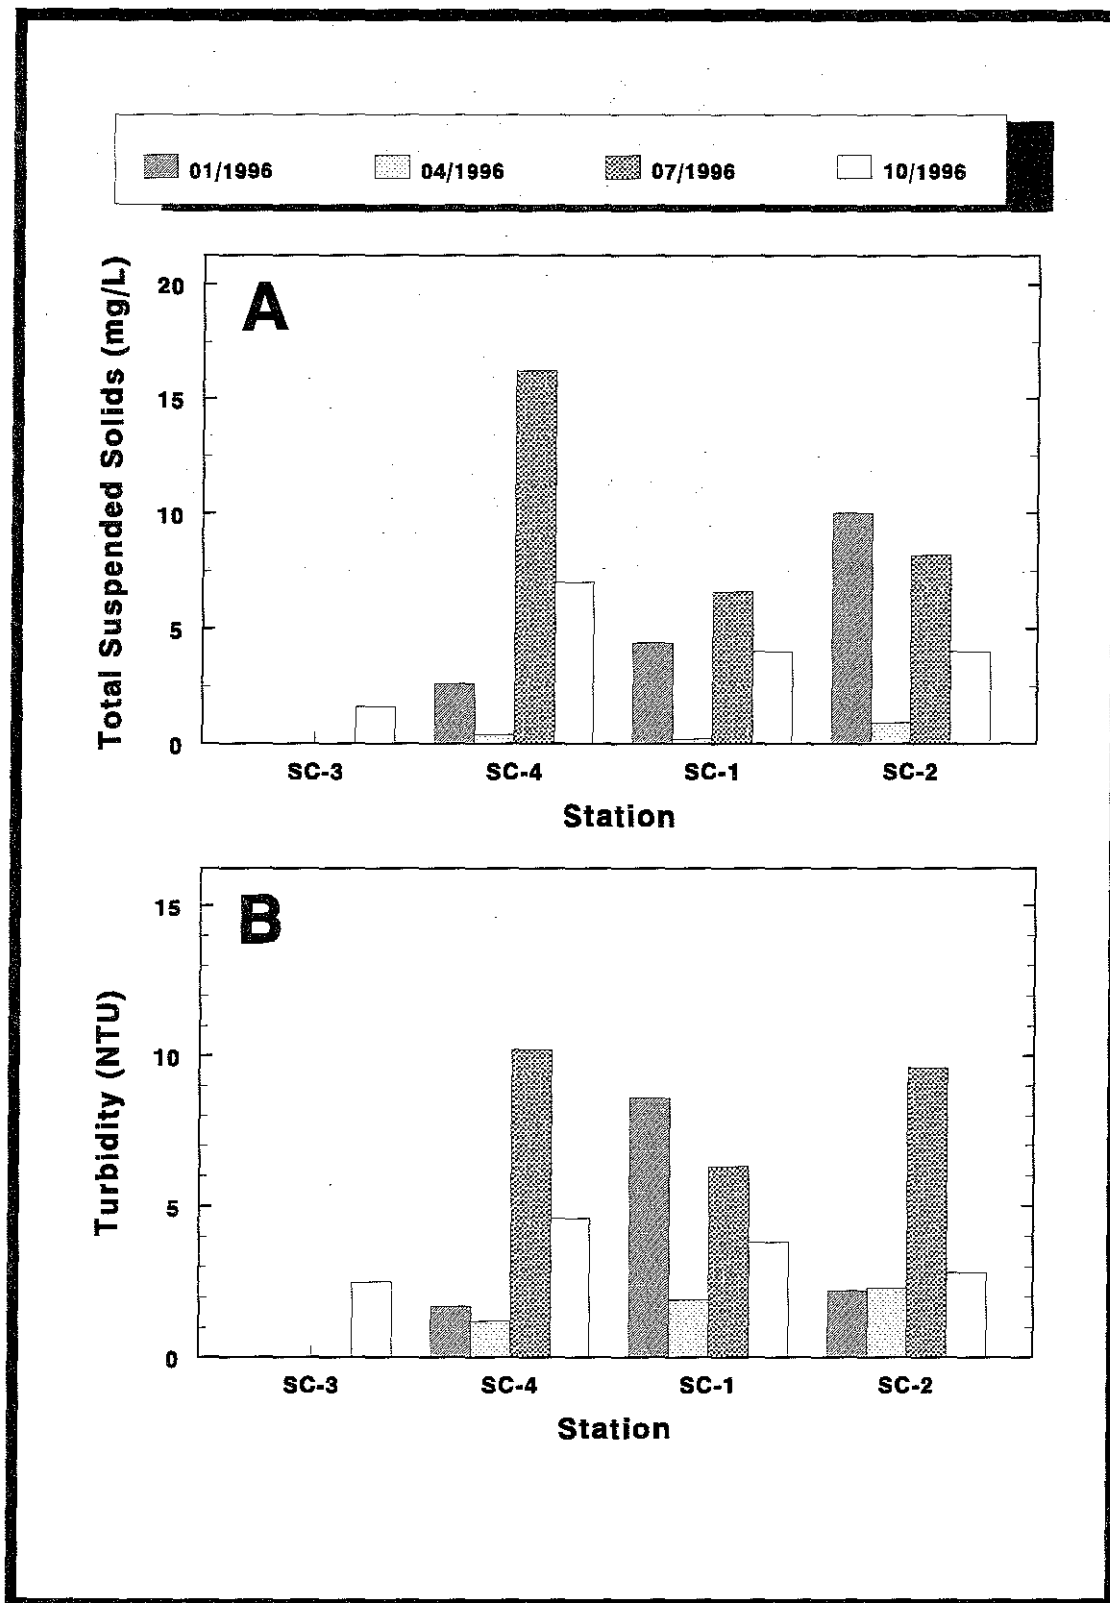 01/1996 04/1996 07/1996 10/1996
A
Total Suspended Solids (mg/L)
20
15
10
5
0
SC-3 SC-4 SC-1 SC-2
Station
B
Turbidity (NTU)
15
10
5
0
SC-3 SC-4 SC-1 SC-2
Station